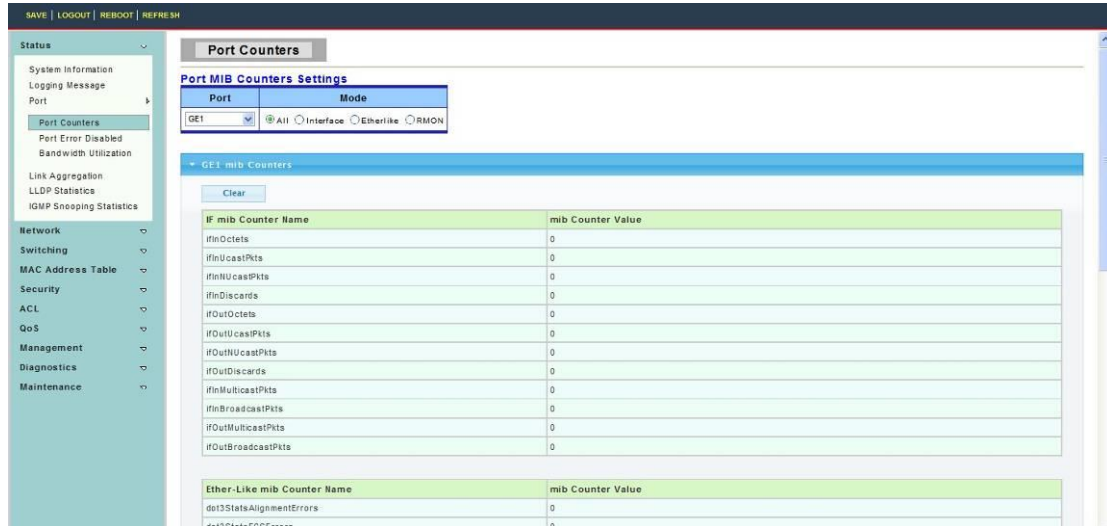 SAVE | LOGOUT | REBOOT | REFRESH
Status
System Information
Logging Message
Port
Port Counters
Port Error Disabled
Bandwidth Utilization
Link Aggregation
LLDP Statistics
IGMP Snooping Statistics
Network
Switching
MAC Address Table
Security
ACL
QoS
Management
Diagnostics
Maintenance
Port Counters
Port MIB Counters Settings
Port Mode
GE1 All Interface Etherlike RMON
GE1 mib Counters
Clear
IF mib Counter Name mib Counter Value
ifInOctets 0
ifInUcastPkts 0
ifInNUcastPkts 0
ifInDiscards 0
ifOutOctets 0
ifOutUcastPkts 0
ifOutNUcastPkts 0
ifOutDiscards 0
ifInMulticastPkts 0
ifInBroadcastPkts 0
ifOutMulticastPkts 0
ifOutBroadcastPkts 0
Ether-Like mib Counter Name mib Counter Value
dot3StatsAlignmentErrors 0